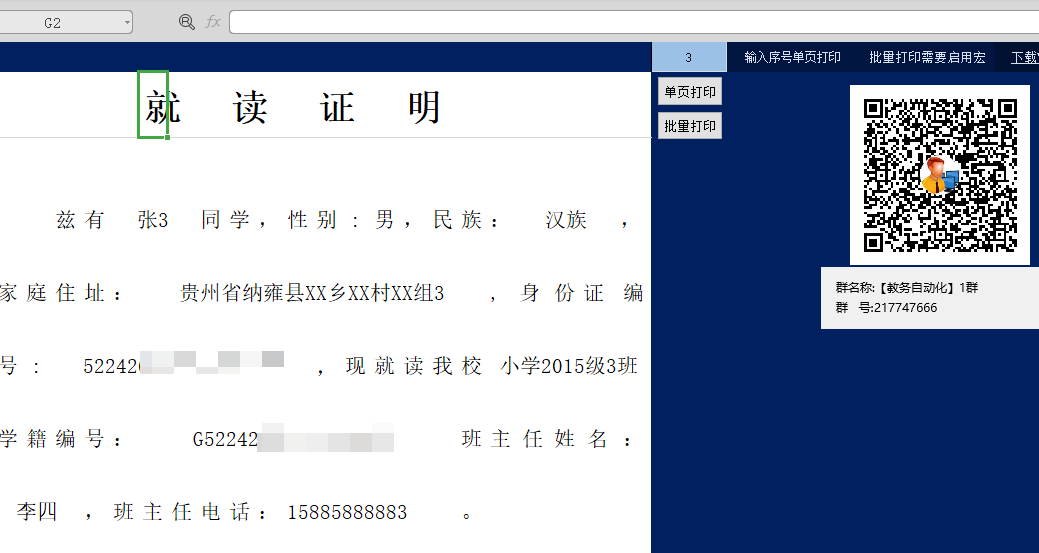 G2
fx
3 输入序号单页打印 批量打印需要启用宏 下载
单页打印
批量打印
就 读 证 明
兹有 张3 同学，性别：男，民族： 汉族 ，
家庭住址： 贵州省纳雍县XX乡XX村XX组3 ，身份证编
号： 52242 ，现就读我校 小学2015级3班
学籍编号： G52242 班主任姓名：
李四 ，班主任电话：15885888883 。
群名称:【教务自动化】1群
群 号:217747666